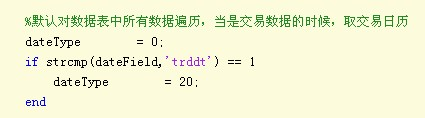 %默认对数据表中所有数据遍历，当是交易数据的时候，取交易日历
dateType        = 0;
if strcmp(dateField,'trddt') == 1
    dateType        = 20;
end